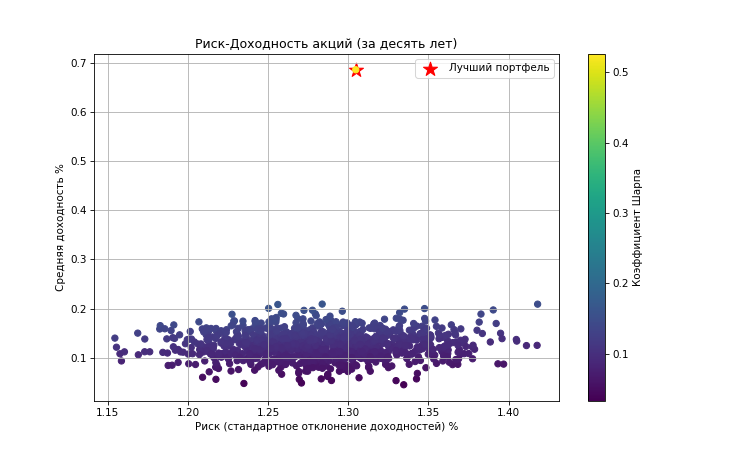 Риск-Доходность акций (за десять лет)
Лучший портфель
0.7
0.6
0.5
0.4
0.3
0.2
0.1
Средняя доходность %
1.15 1.20 1.25 1.30 1.35 1.40
Риск (стандартное отклонение доходностей) %
0.5
0.4
0.3
0.2
0.1
Коэффициент Шарпа